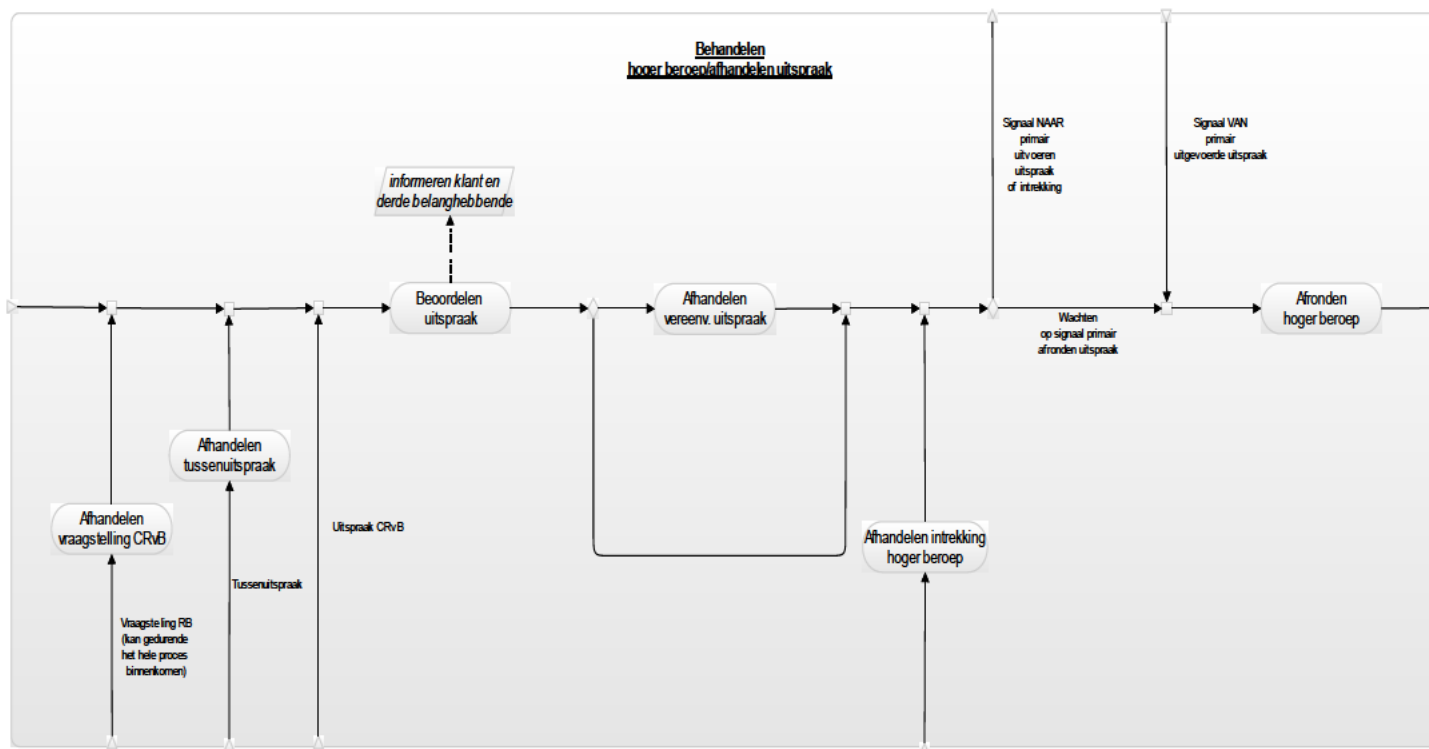 Behandelen
hoger beroep/afhandelen uitspraak
Signaal NAAR
primair
uitvoeren
uitspraak
of intrekking
Signaal VAN
primair
uitgevoerde uitspraak
informeren klant en
derde belanghebbende
Beoordelen
uitspraak
Afhandelen
vereenv. uitspraak
Wachten
op signaal primair
afronden uitspraak
Afronden
hoger beroep
Afhandelen
tussenuitspraak
Afhandelen
vraagstelling CRvB
Uitspraak CRvB
Afhandelen intrekking
hoger beroep
Tussenuitspraak
Vraagstelling RB
(kan gedurende
het hele proces
binnenkomen)